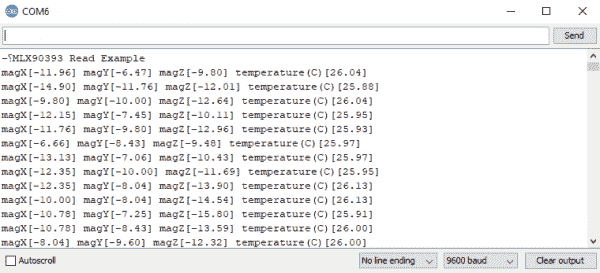 COM6
Send
-⸮MLX90393 Read Example
magX[-11.96] magY[-6.47] magZ[-9.80] temperature(C)[26.04]
magX[-14.90] magY[-11.76] magZ[-12.01] temperature(C)[25.88]
magX[-9.80] magY[-10.00] magZ[-12.64] temperature(C)[26.04]
magX[-12.15] magY[-7.45] magZ[-10.11] temperature(C)[25.95]
magX[-11.76] magY[-9.80] magZ[-12.96] temperature(C)[25.93]
magX[-6.66] magY[-8.43] magZ[-9.48] temperature(C)[25.97]
magX[-13.13] magY[-7.06] magZ[-10.43] temperature(C)[25.97]
magX[-12.35] magY[-10.00] magZ[-11.69] temperature(C)[25.95]
magX[-12.35] magY[-8.04] magZ[-13.90] temperature(C)[26.13]
magX[-10.00] magY[-8.04] magZ[-14.54] temperature(C)[26.13]
magX[-10.78] magY[-7.25] magZ[-15.80] temperature(C)[25.91]
magX[-10.78] magY[-8.43] magZ[-13.59] temperature(C)[26.00]
magX[-8.04] magY[-9.60] magZ[-12.32] temperature(C)[26.00]
Autoscroll No line ending 9600 baud Clear output